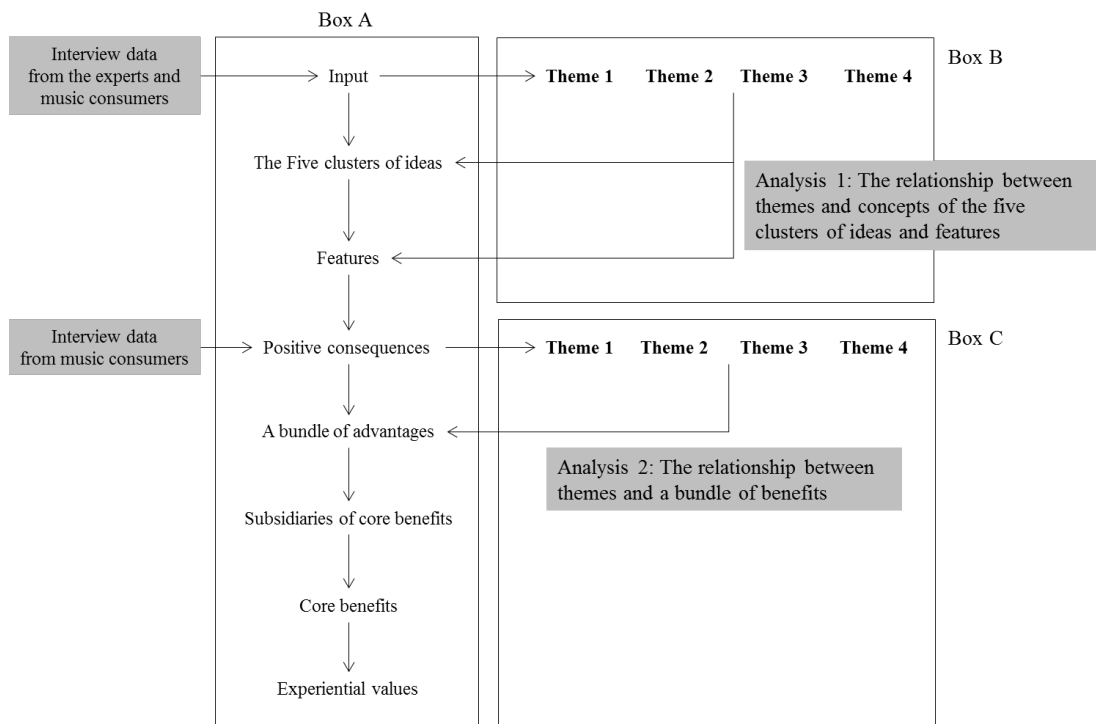 Box A
Interview data
from the experts and
music consumers
Input
Theme 1 Theme 2 Theme 3 Theme 4
Box B
The Five clusters of ideas
Analysis 1: The relationship between
themes and concepts of the five
clusters of ideas and features
Features
Interview data
from music consumers
Positive consequences
Theme 1 Theme 2 Theme 3 Theme 4
Box C
A bundle of advantages
Analysis 2: The relationship between
themes and a bundle of benefits
Subsidiaries of core benefits
Core benefits
Experiential values